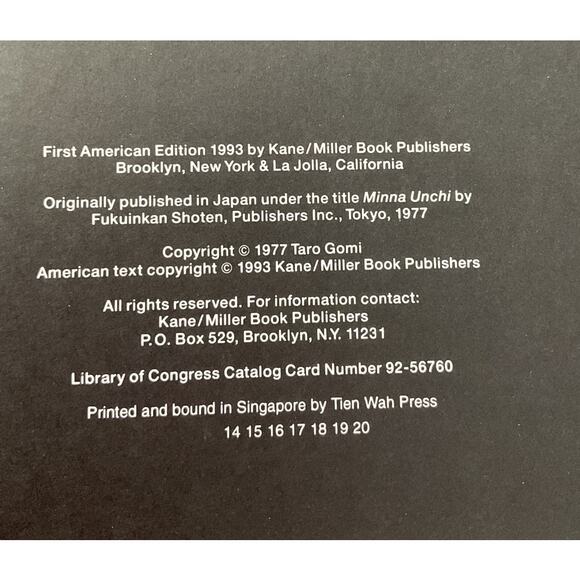 First American Edition 1993 by Kane/Miller Book Publishers
Brooklyn, New York & La Jolla, California
Originally published in Japan under the title Minna Unchi by
Fukuinkan Shoten, Publishers Inc., Tokyo, 1977
Copyright © 1977 Taro Gomi
American text copyright © 1993 Kane/Miller Book Publishers
All rights reserved. For information contact:
Kane/Miller Book Publishers
P.O. Box 529, Brooklyn, N.Y. 11231
Library of Congress Catalog Card Number 92-56760
Printed and bound in Singapore by Tien Wah Press
14 15 16 17 18 19 20